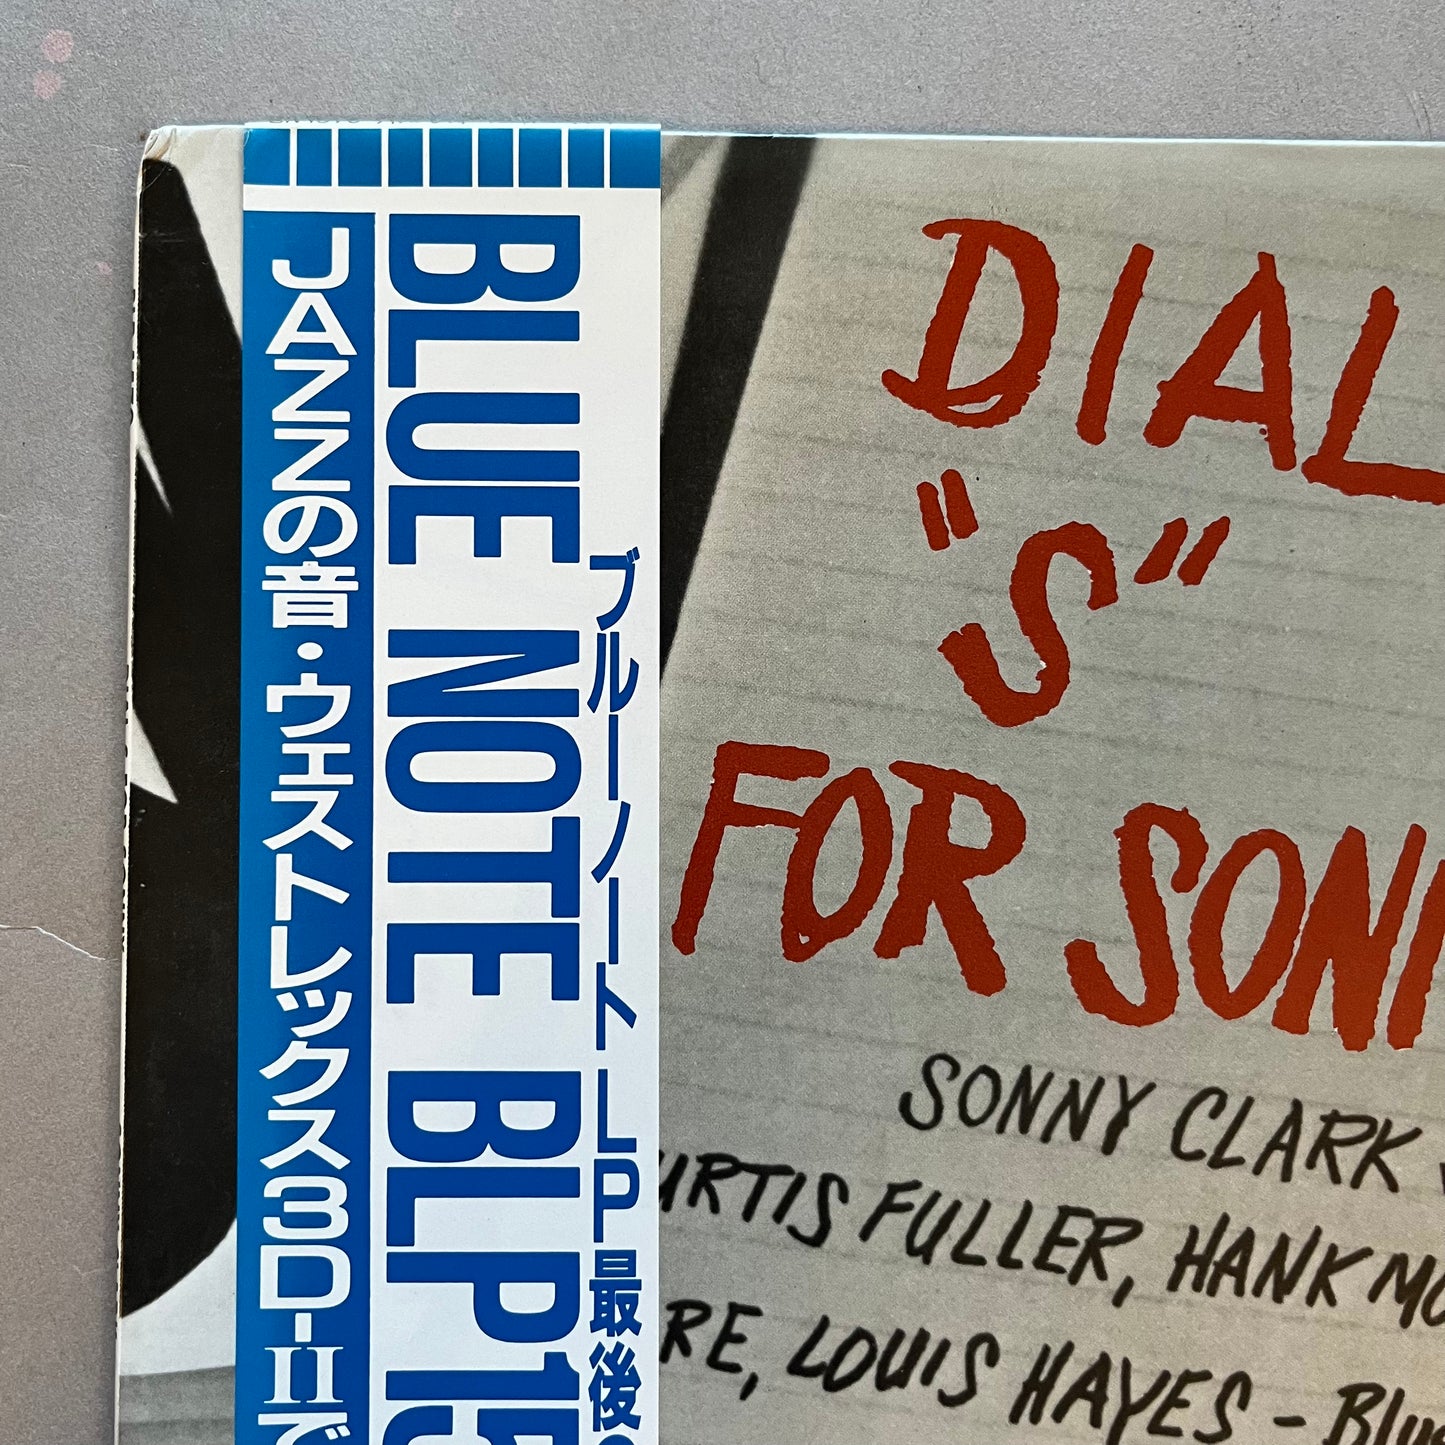 JAZZの音・ウェストレックス3D-IIで
BLUE NOTE BLP15
ブルーノートLP最後
DIAL
"S"
FOR SONN
SONNY CLARK
URTIS FULLER, HANK MO
RE, LOUIS HAYES - Blue